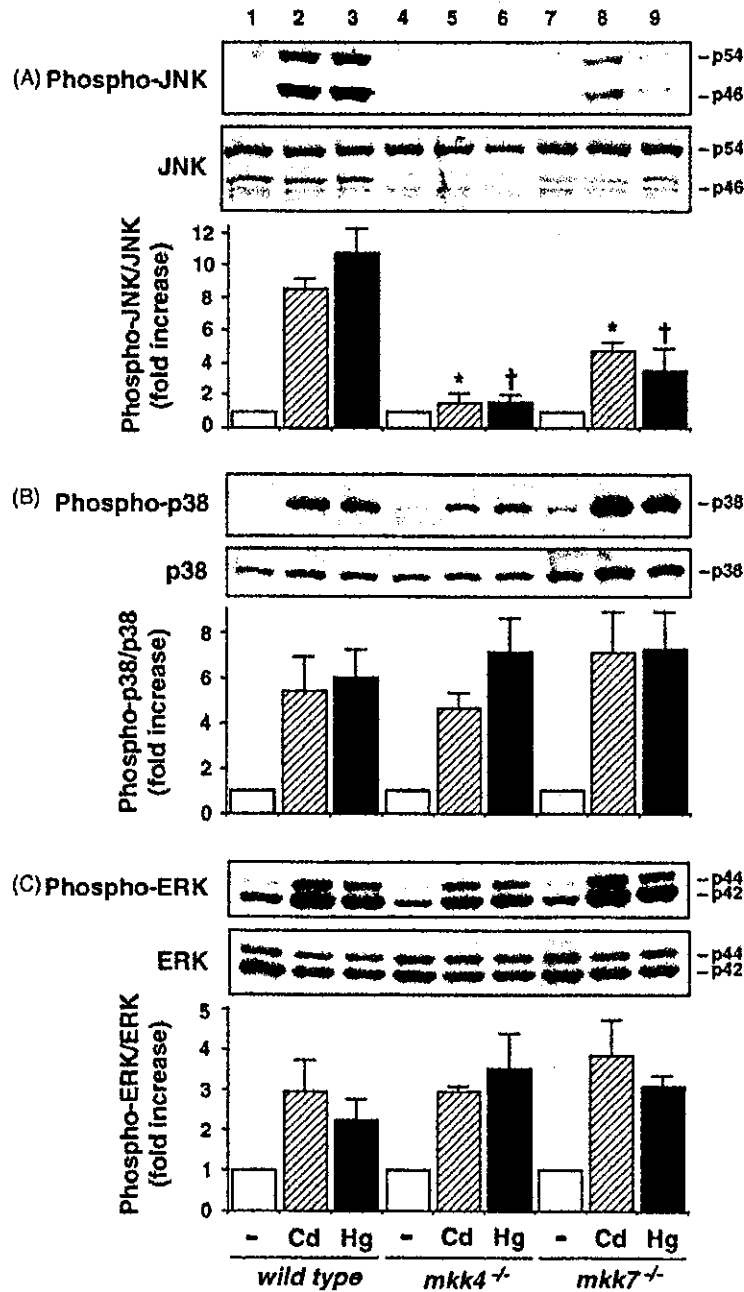 1 2 3 4 5 6 7 8 9
(A) Phospho-JNK
-p54
-p46
JNK
-p54
-p46
Phospho-JNK/JNK
(fold increase)
12
10
8
6
4
2
0
* † * †
(B) Phospho-p38
-p38
p38
-p38
Phospho-p38/p38
(fold increase)
8
6
4
2
0
(C) Phospho-ERK
-p44
-p42
ERK
-p44
-p42
Phospho-ERK/ERK
(fold increase)
5
4
3
2
1
0
- Cd Hg - Cd Hg - Cd Hg
wild type mkk4-/- mkk7-/-